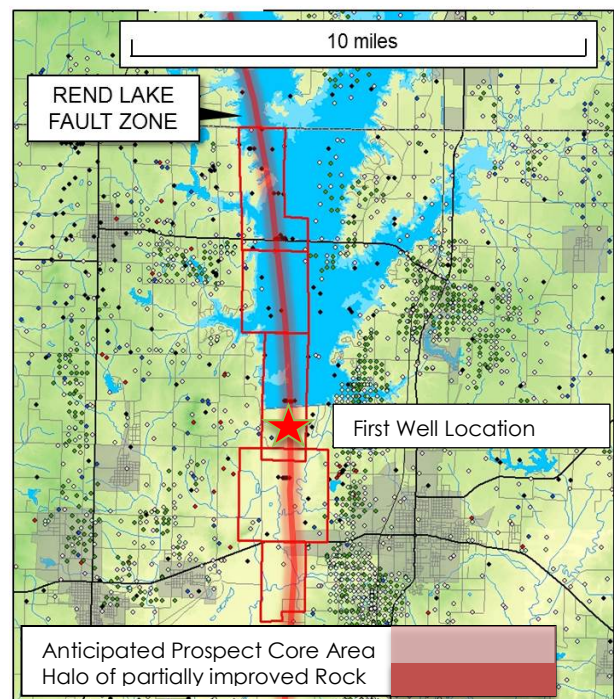 10 miles
REND LAKE
FAULT ZONE
First Well Location
Anticipated Prospect Core Area
Halo of partially improved Rock